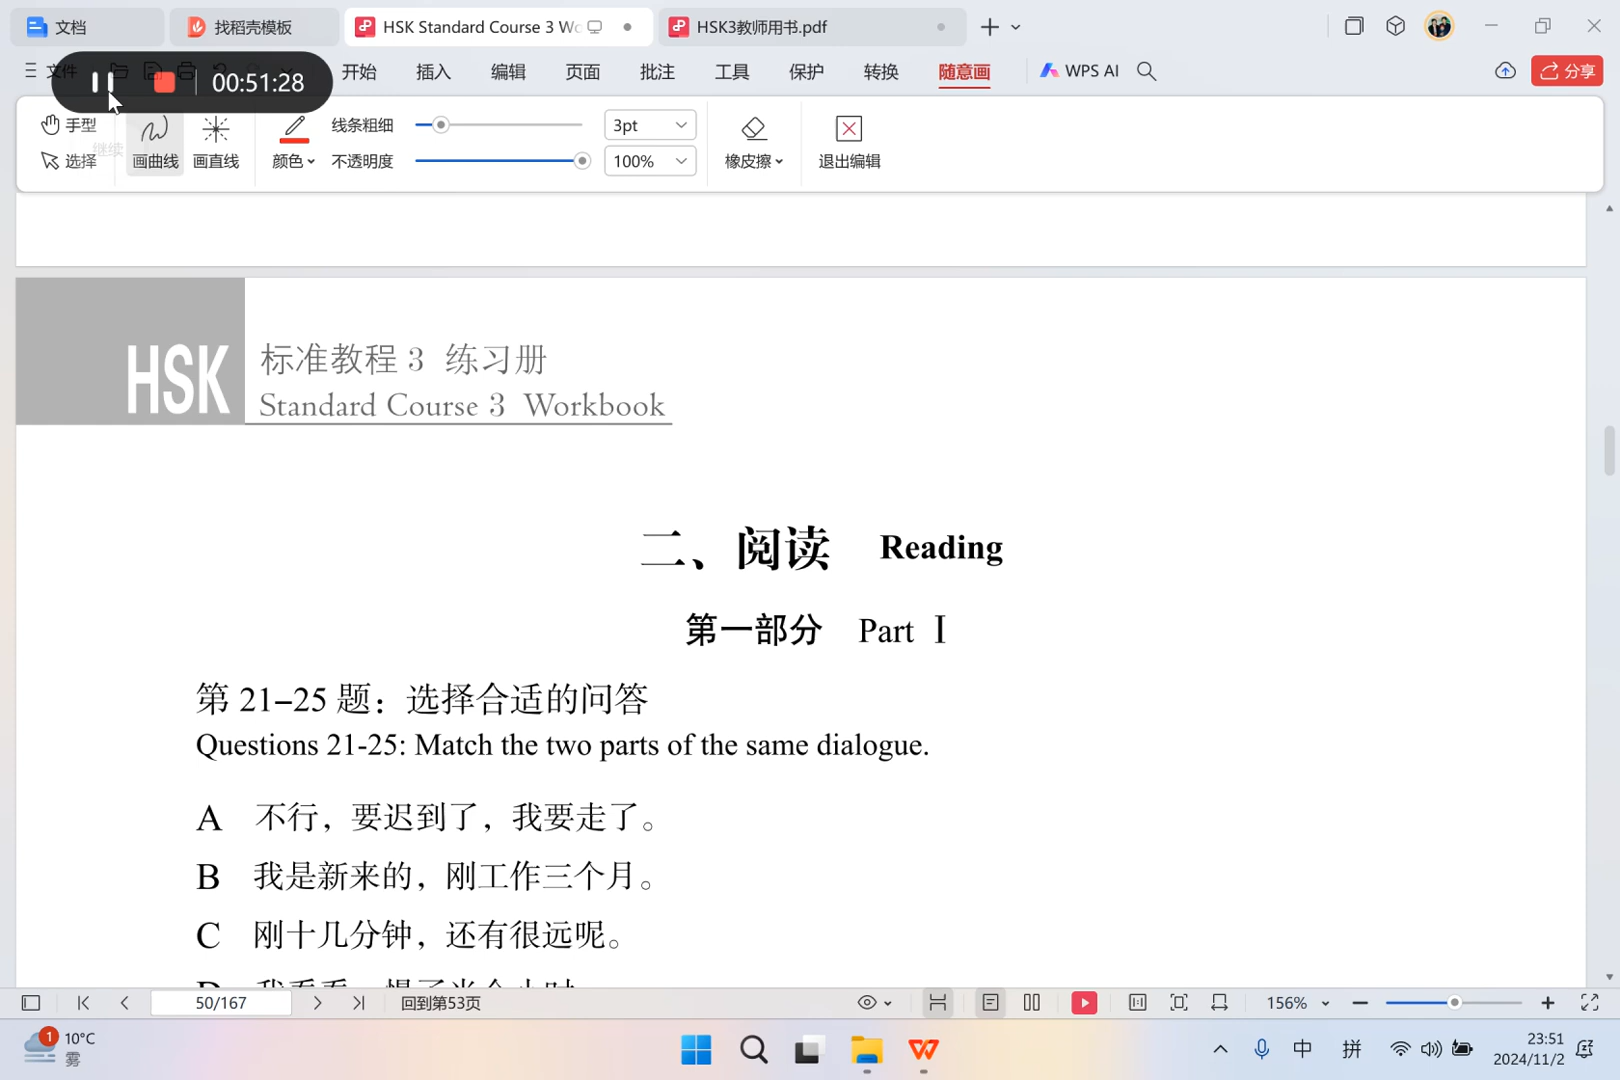 文档
找稻壳模板
HSK Standard Course 3 Wo
HSK3教师用书.pdf
文件
00:51:28
开始
插入
编辑
页面
批注
工具
保护
转换
随意画
WPS AI
分享
手型
选择
继续
画曲线
画直线
颜色
线条粗细
3pt
不透明度
100%
橡皮擦
退出编辑
HSK
标准教程 3 练习册
Standard Course 3 Workbook
二、阅读 Reading
第一部分 Part I
第 21–25 题：选择合适的问答
Questions 21-25: Match the two parts of the same dialogue.
A 不行，要迟到了，我要走了。
B 我是新来的，刚工作三个月。
C 刚十几分钟，还有很远呢。
50/167
回到第53页
156%
1
10°C
雾
中
拼
23:51
2024/11/2